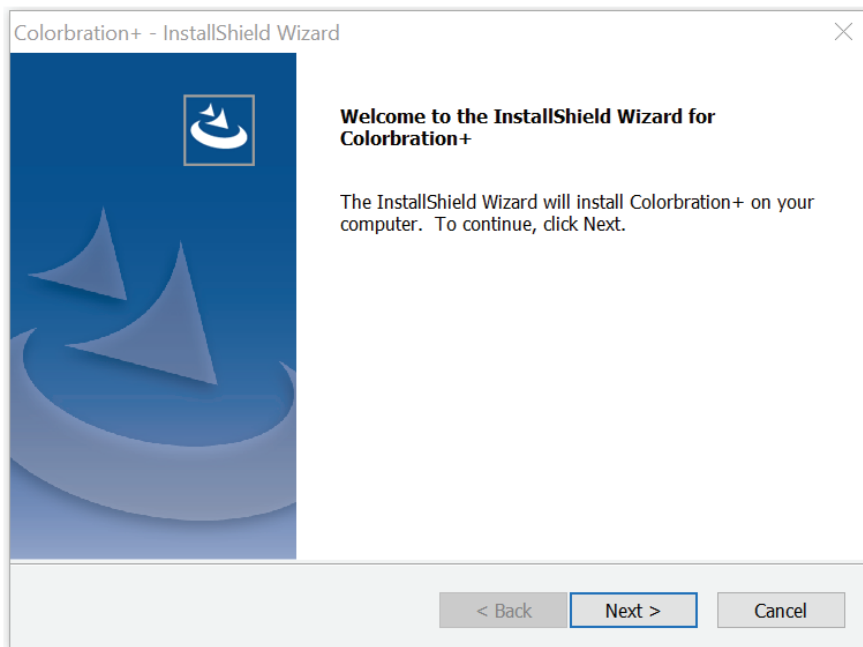 Colorbration+ - InstallShield Wizard
Welcome to the InstallShield Wizard for
Colorbration+
The InstallShield Wizard will install Colorbration+ on your
computer.  To continue, click Next.
< Back
Next >
Cancel